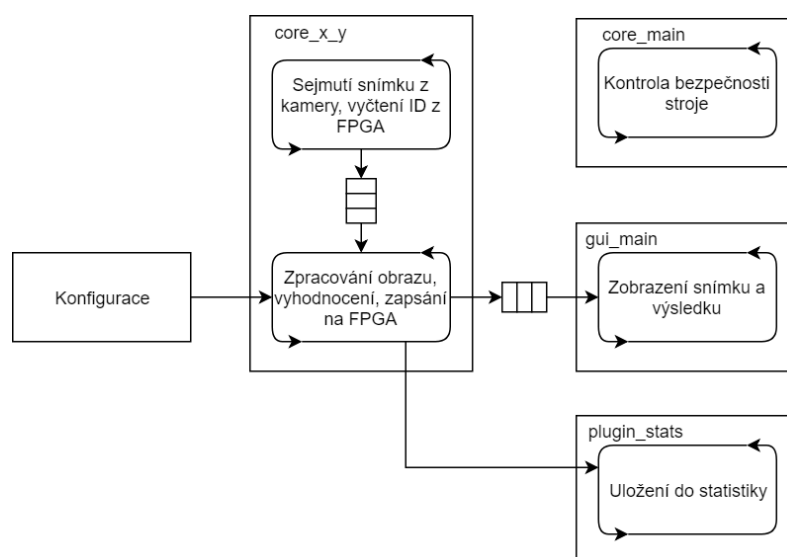 core_x_y
Sejmutí snímku z
kamery, vyčtení ID z
FPGA
core_main
Kontrola bezpečnosti
stroje
Konfigurace
Zpracování obrazu,
vyhodnocení, zapsání
na FPGA
gui_main
Zobrazení snímku a
výsledku
plugin_stats
Uložení do statistiky